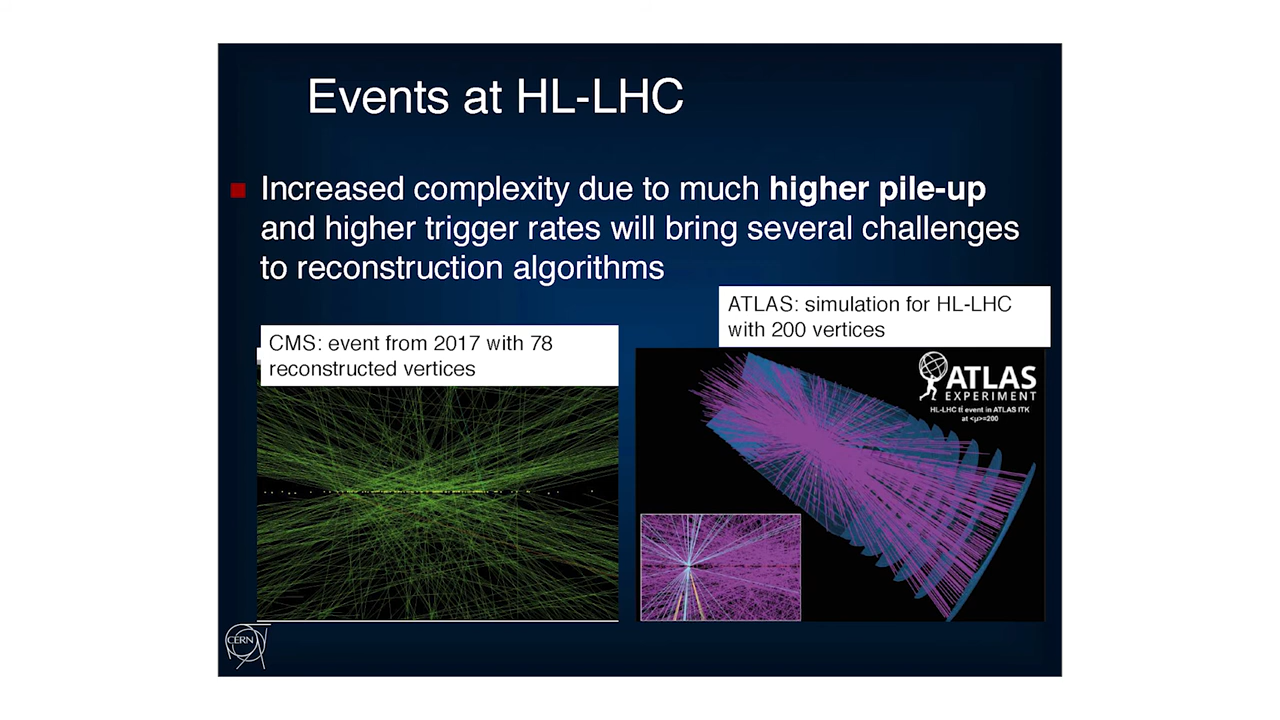 Events at HL-LHC
Increased complexity due to much higher pile-up
and higher trigger rates will bring several challenges
to reconstruction algorithms
CMS: event from 2017 with 78
reconstructed vertices
ATLAS: simulation for HL-LHC
with 200 vertices
ATLAS
EXPERIMENT
HL-LHC tt̄ event in ATLAS ITK
at <μ>=200
CERN